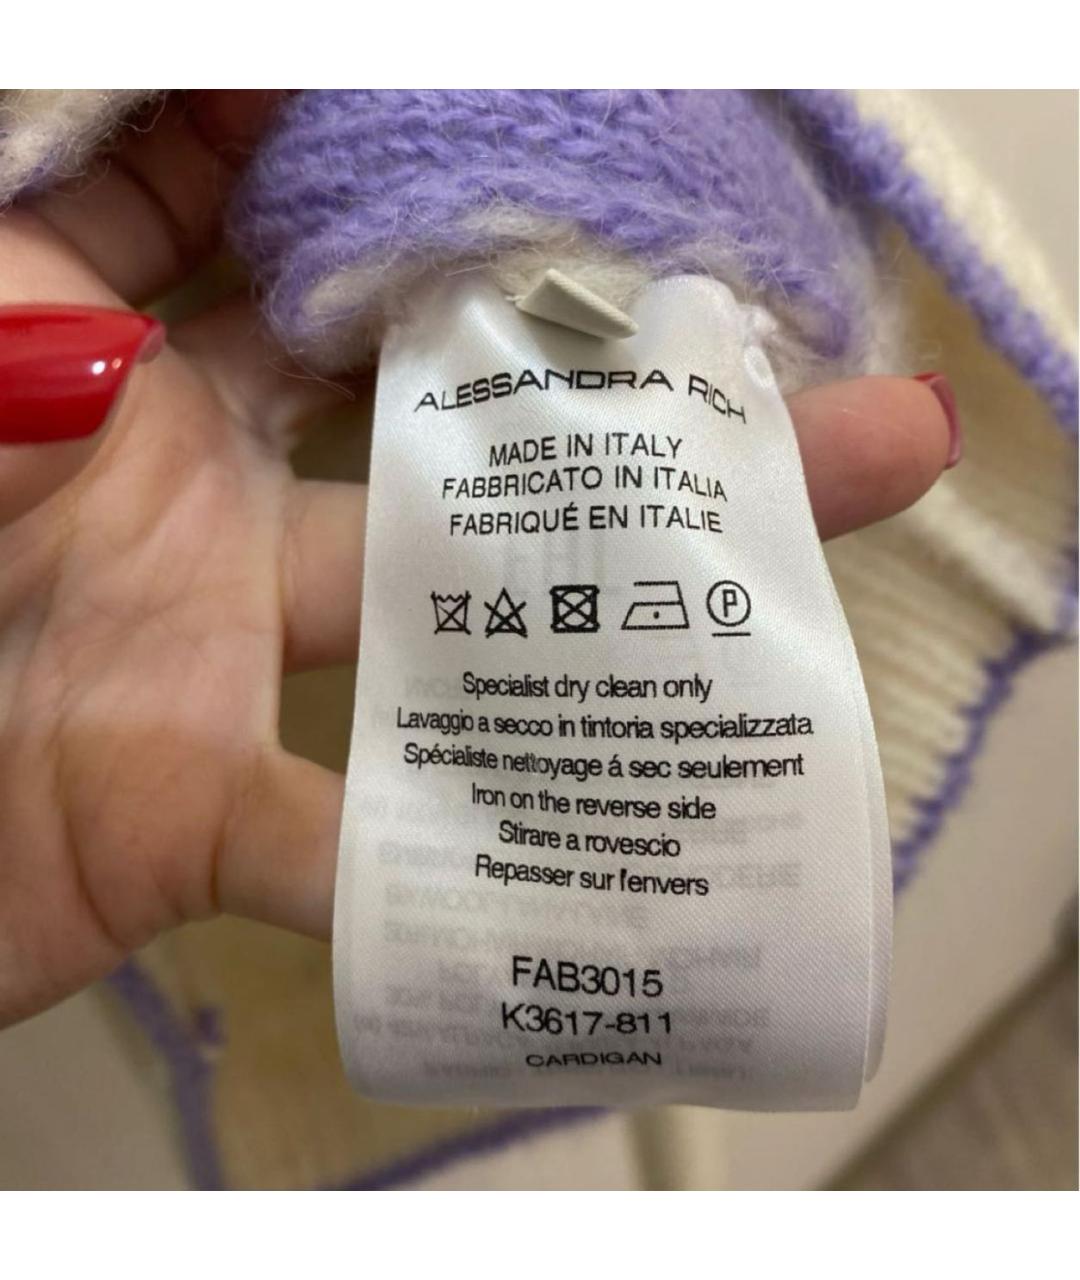 ALESSANDRA RICH
MADE IN ITALY
FABBRICATO IN ITALIA
FABRIQUÉ EN ITALIE
P
Specialist dry clean only
Lavaggio a secco in tintoria specializzata
Spécialiste nettoyage á sec seulement
Iron on the reverse side
Stirare a rovescio
Repasser sur l'envers
FAB3015
K3617-811
CARDIGAN